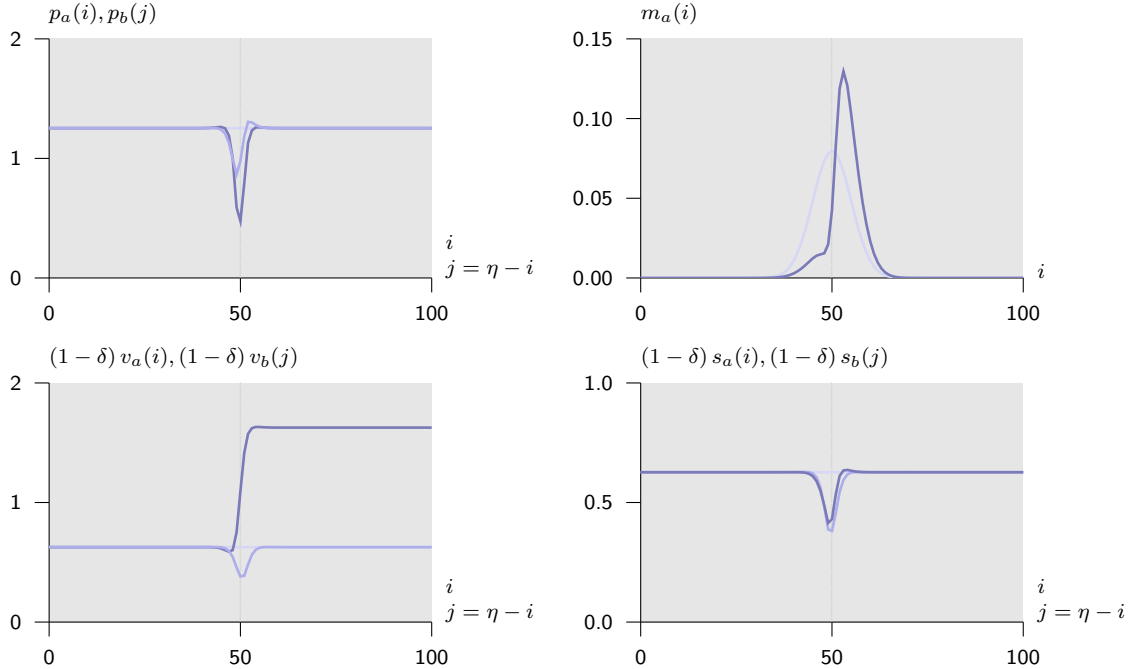 p_a(i), p_b(j)
2
1
0
0
50
100
i
j = η − i
m_a(i)
0.15
0.10
0.05
0.00
0
50
100
i
(1 − δ) v_a(i), (1 − δ) v_b(j)
2
1
0
0
50
100
i
j = η − i
(1 − δ) s_a(i), (1 − δ) s_b(j)
1.0
0.5
0.0
0
50
100
i
j = η − i